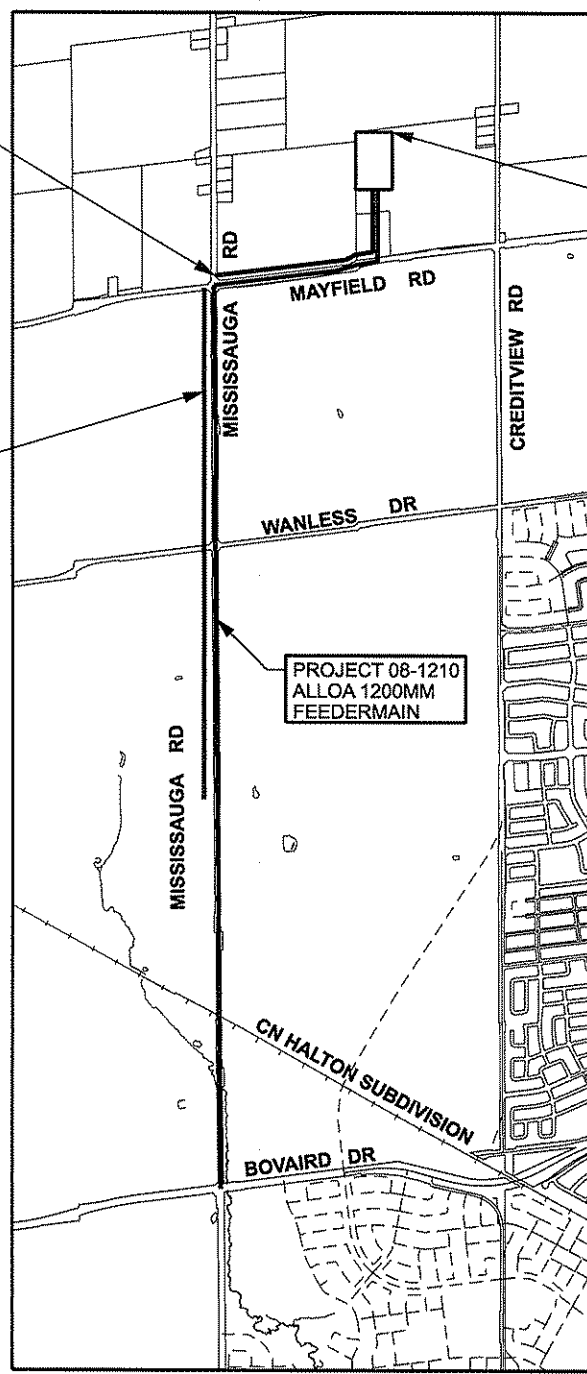 RD
MAYFIELD RD
MISSISSAUGA
CREDITVIEW RD
WANLESS DR
PROJECT 08-1210
ALLOA 1200MM
FEEDERMAIN
MISSISSAUGA RD
CN HALTON SUBDIVISION
BOVAIRD DR